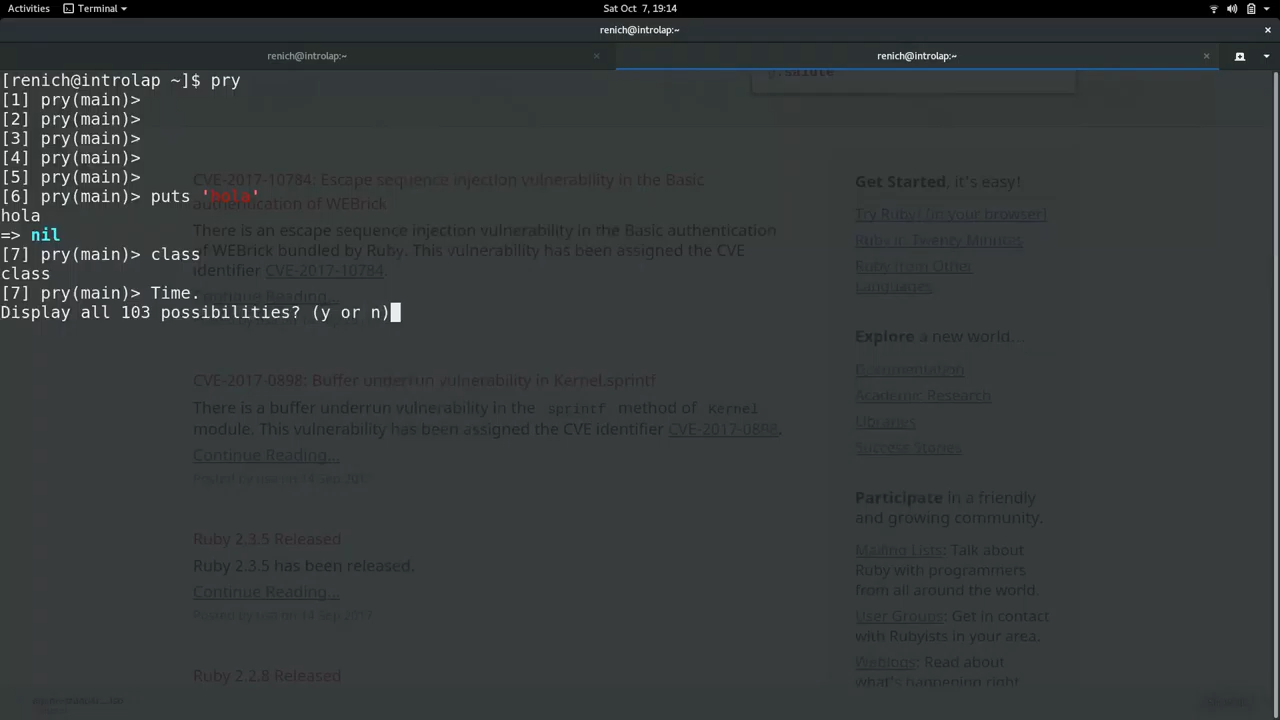 Activities Terminal Sat Oct 7, 19:14
renich@introlap:~
renich@introlap:~ renich@introlap:~
[renich@introlap ~]$ pry
[1] pry(main)>
[2] pry(main)>
[3] pry(main)>
[4] pry(main)>
[5] pry(main)>
[6] pry(main)> puts 'hola'
hola
=> nil
[7] pry(main)> class
class
[7] pry(main)> Time.
Display all 103 possibilities? (y or n)
CVE-2017-10784: Escape sequence injection vulnerability in the Basic
authentication of WEBrick
There is an escape sequence injection vulnerability in the Basic authentication
of WEBrick bundled by Ruby. This vulnerability has been assigned the CVE
identifier CVE-2017-10784.
Continue Reading...
CVE-2017-0898: Buffer underrun vulnerability in Kernel.sprintf
There is a buffer underrun vulnerability in the sprintf method of Kernel
module. This vulnerability has been assigned the CVE identifier CVE-2017-0898.
Continue Reading...
Ruby 2.3.5 Released
Ruby 2.3.5 has been released.
Continue Reading...
Ruby 2.2.8 Released
Get Started, it's easy!
Try Ruby! (in your browser)
Ruby in Twenty Minutes
Ruby from Other
Languages
Explore a new world...
Documentation
Academic Research
Libraries
Success Stories
Participate in a friendly
and growing community.
Mailing Lists: Talk about
Ruby with programmers
from all around the world.
User Groups: Get in contact
with Rubyists in your area.
Weblogs: Read about
what's happening right